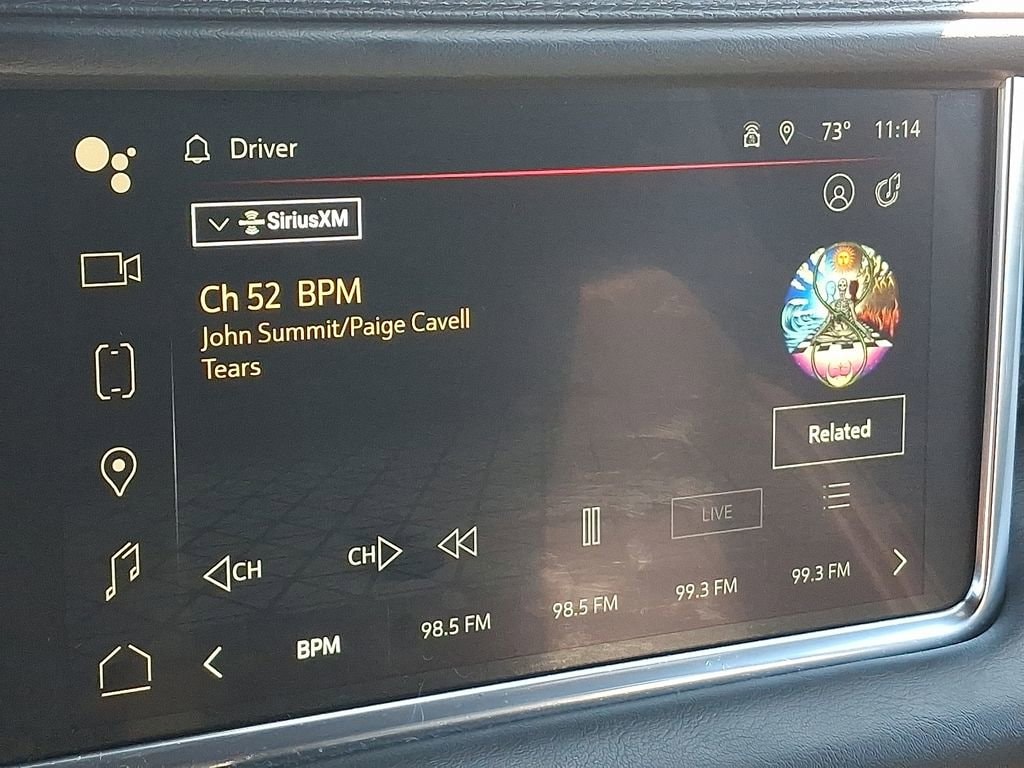 Driver
73° 11:14
SiriusXM
Ch 52 BPM
John Summit/Paige Cavell
Tears
Related
CH
CH
LIVE
BPM
98.5 FM
98.5 FM
99.3 FM
99.3 FM